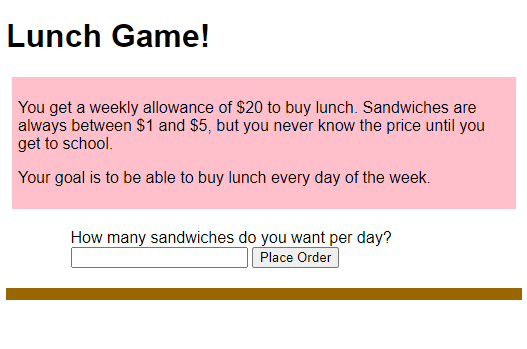 Lunch Game!
You get a weekly allowance of $20 to buy lunch. Sandwiches are
always between $1 and $5, but you never know the price until you
get to school.
Your goal is to be able to buy lunch every day of the week.
How many sandwiches do you want per day?
Place Order